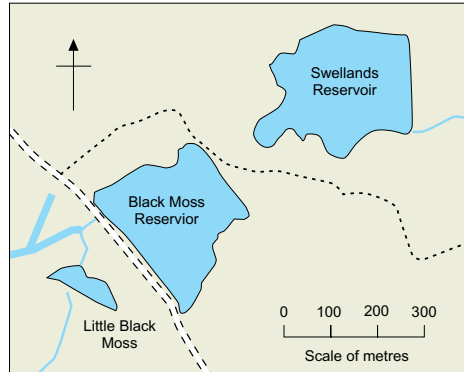 Swellands
Reservoir
Black Moss
Reservior
Little Black
Moss
0 100 200 300
Scale of metres